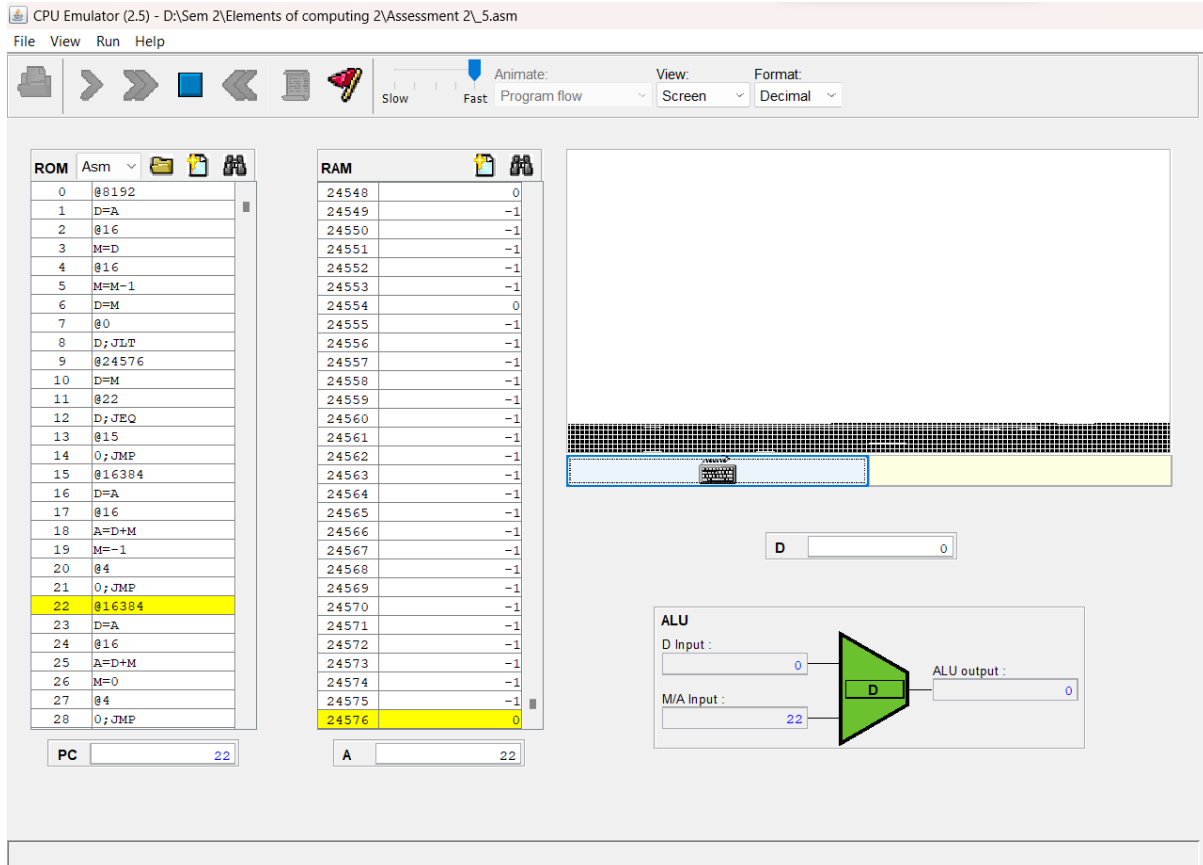 CPU Emulator (2.5) - D:\Sem 2\Elements of computing 2\Assessment 2\_5.asm
File View Run Help
Animate: View: Format:
Slow Fast Program flow Screen Decimal
ROM Asm
0 @8192
1 D=A
2 @16
3 M=D
4 @16
5 M=M-1
6 D=M
7 @0
8 D;JLT
9 @24576
10 D=M
11 @22
12 D;JEQ
13 @15
14 0;JMP
15 @16384
16 D=A
17 @16
18 A=D+M
19 M=-1
20 @4
21 0;JMP
22 @16384
23 D=A
24 @16
25 A=D+M
26 M=0
27 @4
28 0;JMP
PC 22
RAM
24548 0
24549 -1
24550 -1
24551 -1
24552 -1
24553 -1
24554 0
24555 -1
24556 -1
24557 -1
24558 -1
24559 -1
24560 -1
24561 -1
24562 -1
24563 -1
24564 -1
24565 -1
24566 -1
24567 -1
24568 -1
24569 -1
24570 -1
24571 -1
24572 -1
24573 -1
24574 -1
24575 -1
24576 0
A 22
D 0
ALU
D Input :
0
M/A Input :
22
D
ALU output :
0